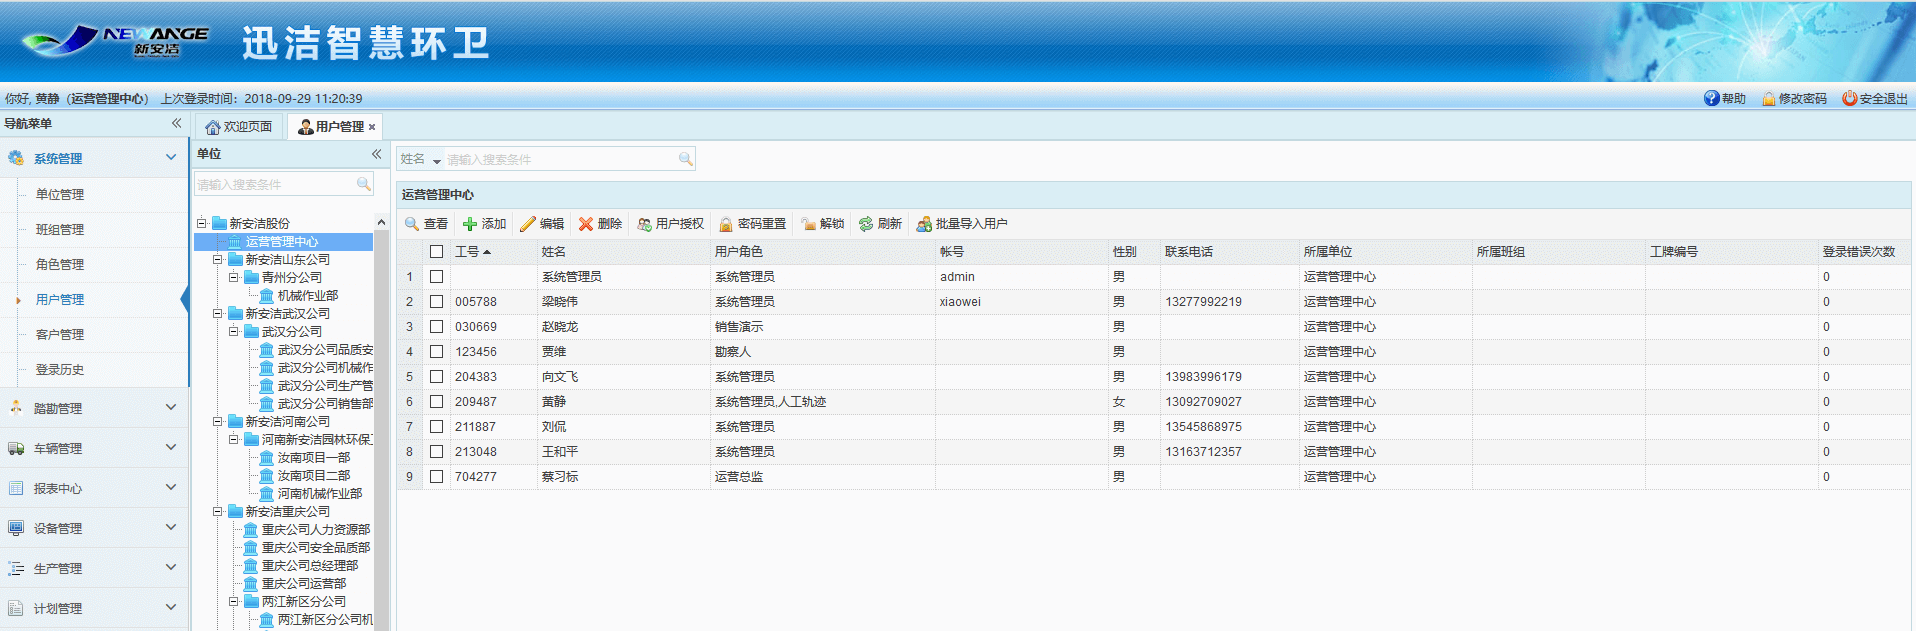 NEWANGE
新安洁
迅洁智慧环卫
你好, 黄静（运营管理中心） 上次登录时间：2018-09-29 11:20:39
帮助 修改密码 安全退出
导航菜单
系统管理
单位管理
班组管理
角色管理
用户管理
客户管理
登录历史
踏勘管理
车辆管理
报表中心
设备管理
生产管理
计划管理
欢迎页面 用户管理
单位
请输入搜索条件
新安洁股份
运营管理中心
新安洁山东公司
青州分公司
机械作业部
新安洁武汉公司
武汉分公司
武汉分公司品质安
武汉分公司机械作
武汉分公司生产管
武汉分公司销售部
新安洁河南公司
河南新安洁园林环保工
汝南项目一部
汝南项目二部
河南机械作业部
新安洁重庆公司
重庆公司人力资源部
重庆公司安全品质部
重庆公司总经理部
重庆公司运营部
两江新区分公司
两江新区分公司机
姓名 请输入搜索条件
运营管理中心
查看 添加 编辑 删除 用户授权 密码重置 解锁 刷新 批量导入用户
工号 姓名 用户角色 帐号 性别 联系电话 所属单位 所属班组 工牌编号 登录错误次数
1 系统管理员 系统管理员 admin 男 运营管理中心 0
2 005788 梁晓伟 系统管理员 xiaowei 男 13277992219 运营管理中心 0
3 030669 赵晓龙 销售演示 男 运营管理中心 0
4 123456 贾维 勘察人 男 运营管理中心 0
5 204383 向文飞 系统管理员 男 13983996179 运营管理中心 0
6 209487 黄静 系统管理员,人工轨迹 女 13092709027 运营管理中心 0
7 211887 刘侃 系统管理员 男 13545868975 运营管理中心 0
8 213048 王和平 系统管理员 男 13163712357 运营管理中心 0
9 704277 蔡习标 运营总监 男 运营管理中心 0